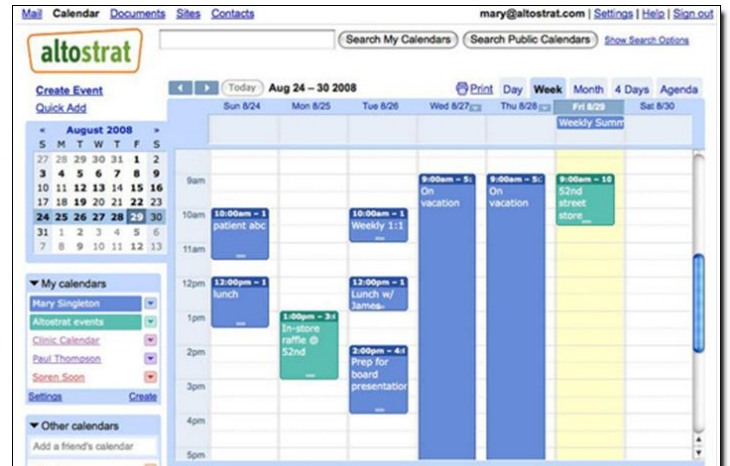 Mail Calendar Documents Sites Contacts
mary@altostrat.com | Settings | Help | Sign out
altostrat
Search My Calendars Search Public Calendars Show Search Options
Create Event
Quick Add
Today Aug 24 – 30 2008
Print Day Week Month 4 Days Agenda
Sun 8/24 Mon 8/25 Tue 8/26 Wed 8/27 Thu 8/28 Fri 8/29 Sat 8/30
Weekly Summ
« August 2008 »
S M T W T F S
27 28 29 30 31 1 2
3 4 5 6 7 8 9
10 11 12 13 14 15 16
17 18 19 20 21 22 23
24 25 26 27 28 29 30
31 1 2 3 4 5 6
7 8 9 10 11 12 13
My calendars
Mary Singleton
Altostrat events
Clinic Calendar
Paul Thompson
Soren Soon
Settings Create
Other calendars
Add a friend's calendar
9am
10am
11am
12pm
1pm
2pm
3pm
4pm
5pm
10:00am – 1
patient abc
12:00pm – 1
lunch
1:00pm – 3:
In-store
raffle @
52nd
10:00am – 1
Weekly 1:1
12:00pm – 1
Lunch w/
James
2:00pm – 4:
Prep for
board
presentation
9:00am – 5:
On
vacation
9:00am – 5:
On
vacation
9:00am – 10
52nd
street
store